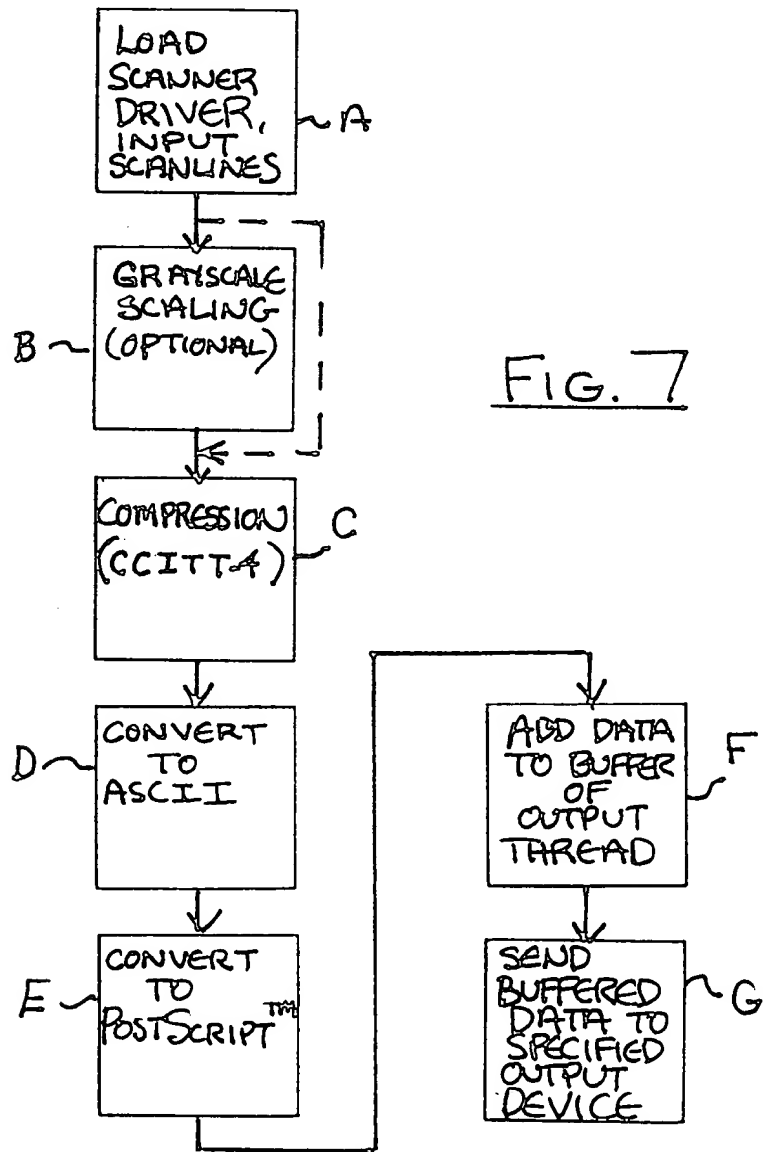 LOAD
SCANNER
DRIVER,
INPUT
SCANLINES
A
GRAYSCALE
SCALING
(OPTIONAL)
B
FIG. 7
COMPRESSION
(CCITT4)
C
CONVERT
TO
ASCII
D
CONVERT
TO
POSTSCRIPT™
E
ADD DATA
TO BUFFER
OF
OUTPUT
THREAD
F
SEND
BUFFERED
DATA TO
SPECIFIED
OUTPUT
DEVICE
G